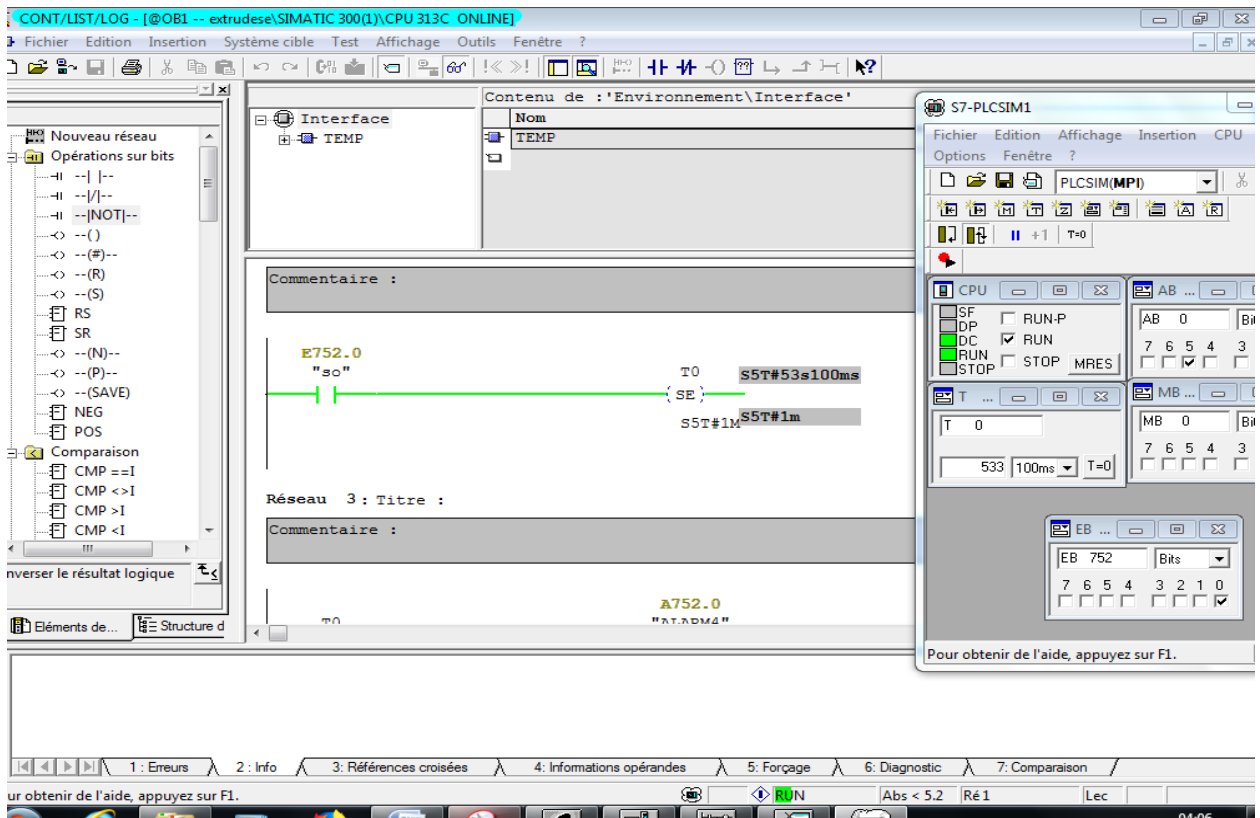 CONT/LIST/LOG - [@OB1 -- extrudese\SIMATIC 300(1)\CPU 313C ONLINE]
Fichier Edition Insertion Système cible Test Affichage Outils Fenêtre ?
Nouveau réseau
Opérations sur bits
--| |--
--|/|--
--|NOT|--
--( )
--(#)--
--(R)
--(S)
RS
SR
--(N)--
--(P)--
--(SAVE)
NEG
POS
Comparaison
CMP ==I
CMP <>I
CMP >I
CMP <I
nverser le résultat logique
Eléments de... Structure d
Interface
TEMP
Contenu de :'Environnement\Interface'
Nom
TEMP
Commentaire :
E752.0
"so"
T0 S5T#53s100ms
SE
S5T#1M S5T#1m
Réseau 3 : Titre :
Commentaire :
A752.0
T0 "ALARM4"
S7-PLCSIM1
Fichier Edition Affichage Insertion CPU
Options Fenêtre ?
PLCSIM(MPI)
+1 T=0
CPU
SF
DP
DC
RUN
STOP
RUN-P
RUN
STOP MRES
AB ...
AB 0 Bit
7 6 5 4 3
T ...
T 0
533 100ms T=0
MB ...
MB 0 Bit
7 6 5 4 3
EB ...
EB 752 Bits
7 6 5 4 3 2 1 0
Pour obtenir de l'aide, appuyez sur F1.
1 : Erreurs 2 : Info 3: Références croisées 4: Informations opérandes 5: Forçage 6: Diagnostic 7: Comparaison
ur obtenir de l'aide, appuyez sur F1. RUN Abs < 5.2 Ré 1 Lec
04:06